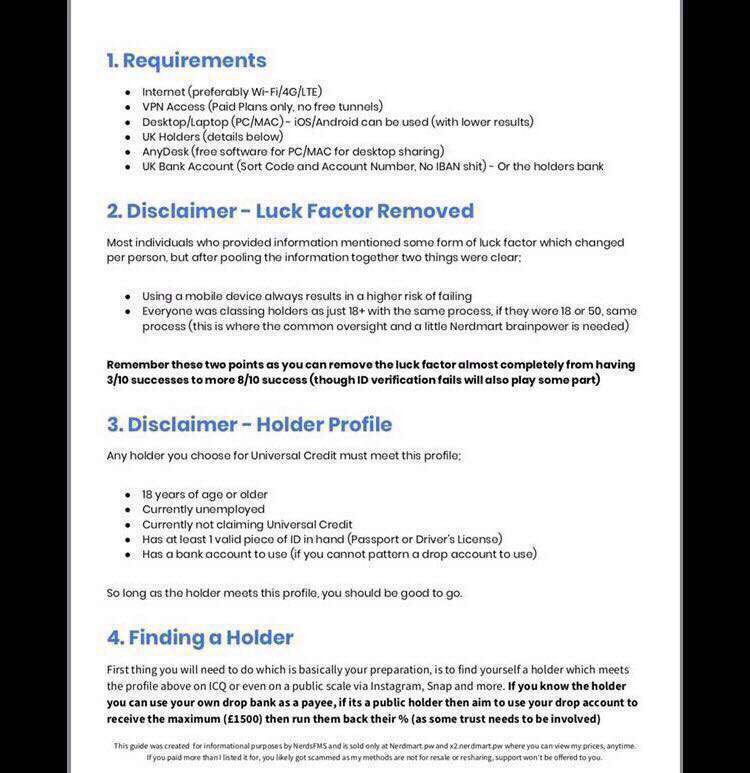 1. Requirements
• Internet (preferably Wi-Fi/4G/LTE)
• VPN Access (Paid Plans only, no free tunnels)
• Desktop/Laptop (PC/MAC) - iOS/Android can be used (with lower results)
• UK Holders (details below)
• AnyDesk (free software for PC/MAC for desktop sharing)
• UK Bank Account (Sort Code and Account Number, No IBAN shit) - Or the holders bank
2. Disclaimer - Luck Factor Removed
Most individuals who provided information mentioned some form of luck factor which changed
per person, but after pooling the information together two things were clear;
• Using a mobile device always results in a higher risk of failing
• Everyone was classing holders as just 18+ with the same process, if they were 18 or 50, same
process (this is where the common oversight and a little Nerdmart brainpower is needed)
Remember these two points as you can remove the luck factor almost completely from having
3/10 successes to more 8/10 success (though ID verification fails will also play some part)
3. Disclaimer - Holder Profile
Any holder you choose for Universal Credit must meet this profile;
• 18 years of age or older
• Currently unemployed
• Currently not claiming Universal Credit
• Has at least 1 valid piece of ID in hand (Passport or Driver's License)
• Has a bank account to use (if you cannot pattern a drop account to use)
So long as the holder meets this profile, you should be good to go.
4. Finding a Holder
First thing you will need to do which is basically your preparation, is to find yourself a holder which meets
the profile above on ICQ or even on a public scale via Instagram, Snap and more. If you know the holder
you can use your own drop bank as a payee, if its a public holder then aim to use your drop account to
receive the maximum (£1500) then run them back their % (as some trust needs to be involved)
This guide was created for informational purposes by NerdsFMS and is sold only at Nerdmart.pw and x2.nerdmart.pw where you can view my prices, anytime.
If you paid more than I listed it for, you likely got scammed as my methods are not for resale or resharing, support won't be offered to you.